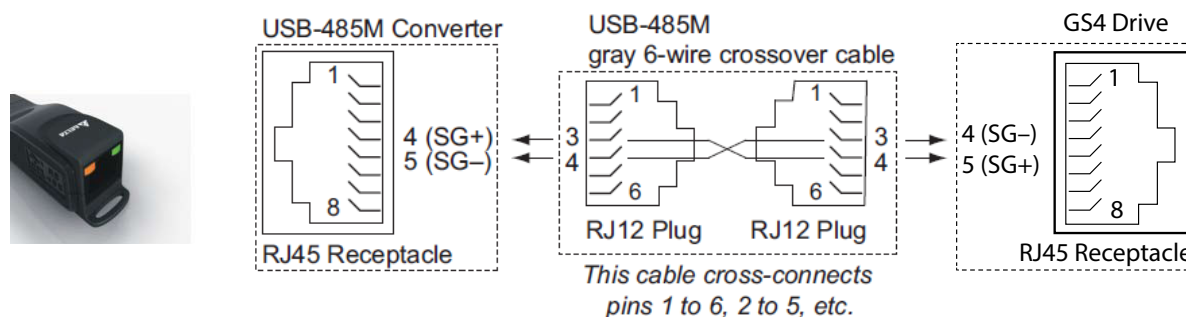 USB-485M Converter
1
4 (SG+)
5 (SG–)
8
RJ45 Receptacle
USB-485M
gray 6-wire crossover cable
1
3
4
6
RJ12 Plug
1
3
4
6
RJ12 Plug
This cable cross-connects
pins 1 to 6, 2 to 5, etc.
GS4 Drive
4 (SG–)
5 (SG+)
1
8
RJ45 Receptacle